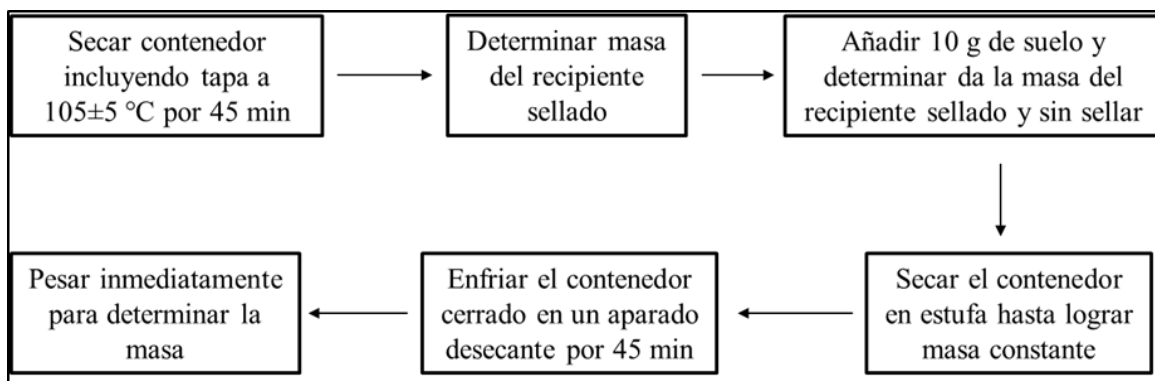 Secar contenedor
incluyendo tapa a
105±5 °C por 45 min
Determinar masa
del recipiente
sellado
Añadir 10 g de suelo y
determinar da la masa del
recipiente sellado y sin sellar
Secar el contenedor
en estufa hasta lograr
masa constante
Enfriar el contenedor
cerrado en un aparado
desecante por 45 min
Pesar inmediatamente
para determinar la
masa